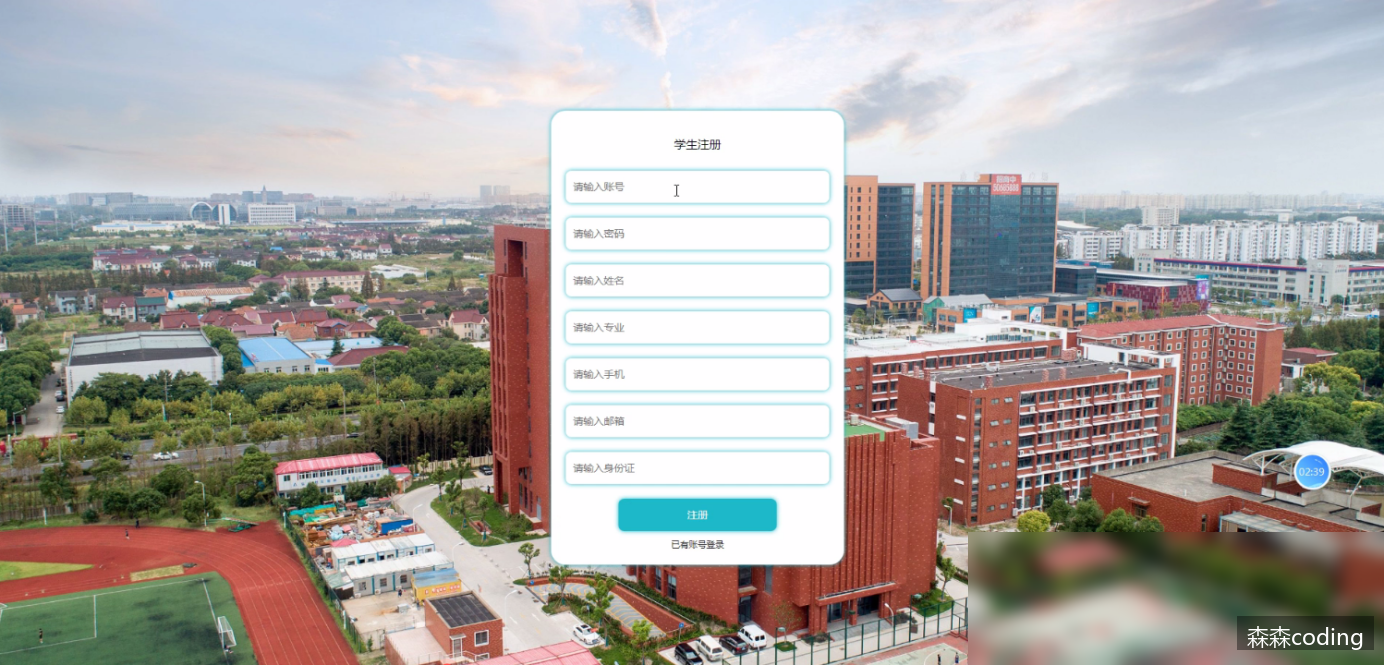 学生注册
请输入账号
请输入密码
请输入姓名
请输入专业
请输入手机
请输入邮箱
请输入身份证
注册
已有账号登录
02:39
森森coding